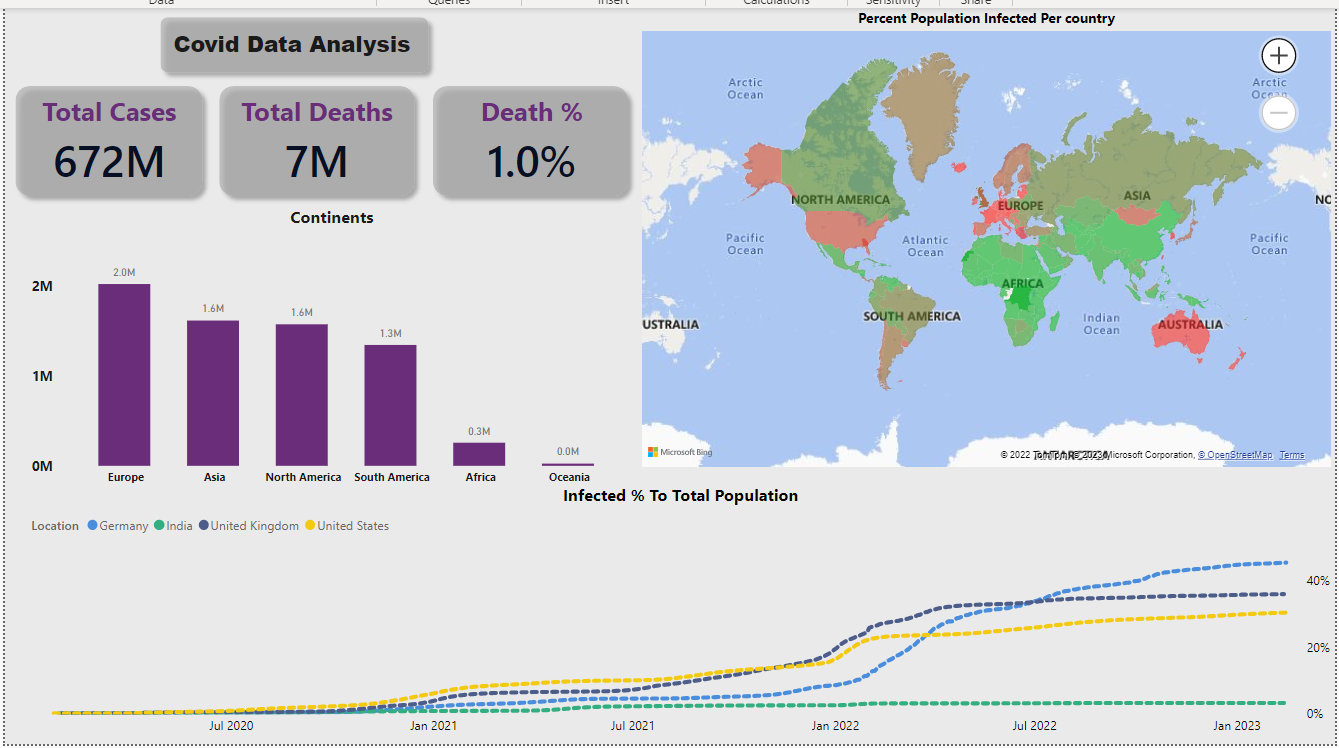 Data Queries Insert Calculations Sensitivity Share
Covid Data Analysis
Total Cases
672M
Total Deaths
7M
Death %
1.0%
Continents
2M
1M
0M
2.0M
1.6M
1.6M
1.3M
0.3M
0.0M
Europe Asia North America South America Africa Oceania
Percent Population Infected Per country
Arctic
Ocean
Arctic
Ocean
NORTH AMERICA
EUROPE
ASIA
NO
Pacific
Ocean
Atlantic
Ocean
Pacific
Ocean
AFRICA
SOUTH AMERICA
Indian
Ocean
USTRALIA
AUSTRALIA
Microsoft Bing
© 2022 Microsoft Corporation, © OpenStreetMap Terms
Infected % To Total Population
Location Germany India United Kingdom United States
40%
20%
0%
Jul 2020 Jan 2021 Jul 2021 Jan 2022 Jul 2022 Jan 2023